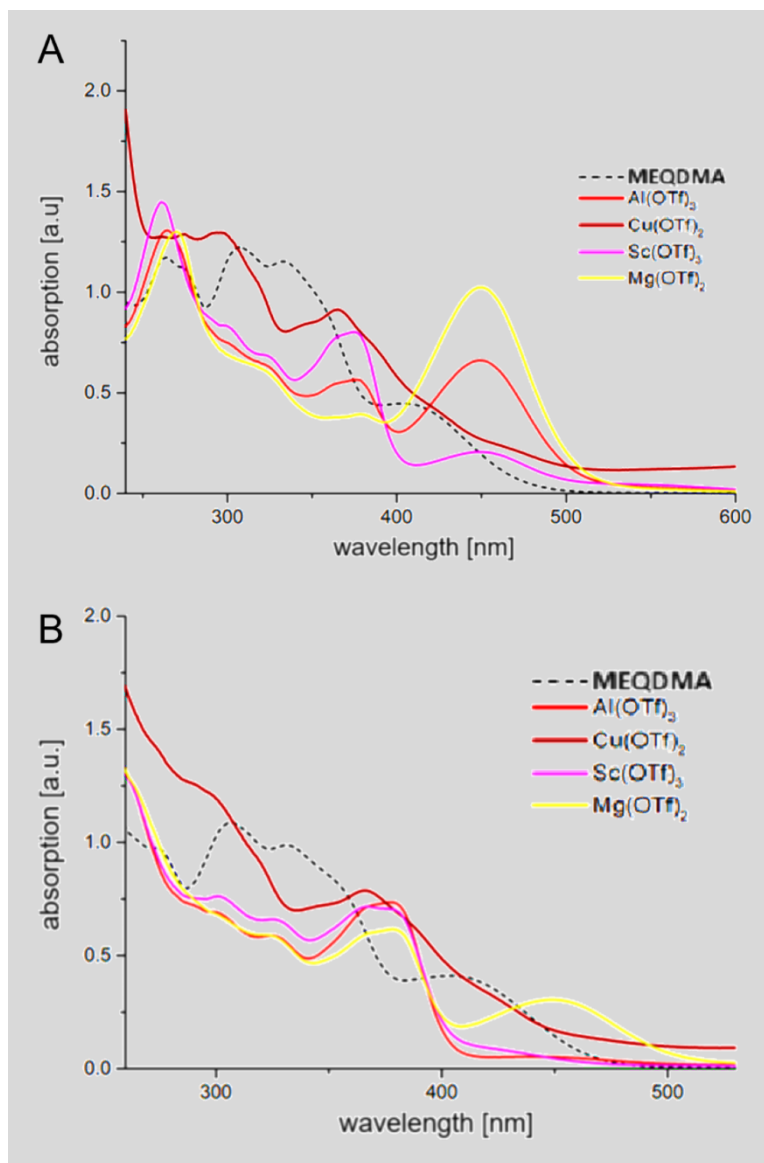 A
absorption [a.u]
2.0
1.5
1.0
0.5
0.0
MEQDMA
Al(OTf)₃
Cu(OTf)₂
Sc(OTf)₃
Mg(OTf)₂
300 400 500 600
wavelength [nm]
B
absorption [a.u.]
2.0
1.5
1.0
0.5
0.0
MEQDMA
Al(OTf)₃
Cu(OTf)₂
Sc(OTf)₃
Mg(OTf)₂
300 400 500
wavelength [nm]